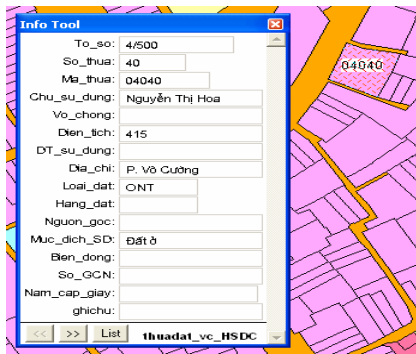 Info Tool
To_so: 4/500
So_thua: 40
Ma_thua: 04040
Chu_su_dung: Nguyễn Thị Hoa
Vo_chong:
Dien_tich: 415
DT_su_dung:
Dia_chi: P. Võ Cường
Loai_dat: ONT
Hang_dat:
Nguon_goc:
Muc_dich_SD: Đất ở
Bien_dong:
So_GCN:
Nam_cap_giay:
ghichu:
<< >> List thuadat_vc_HSDC
04040